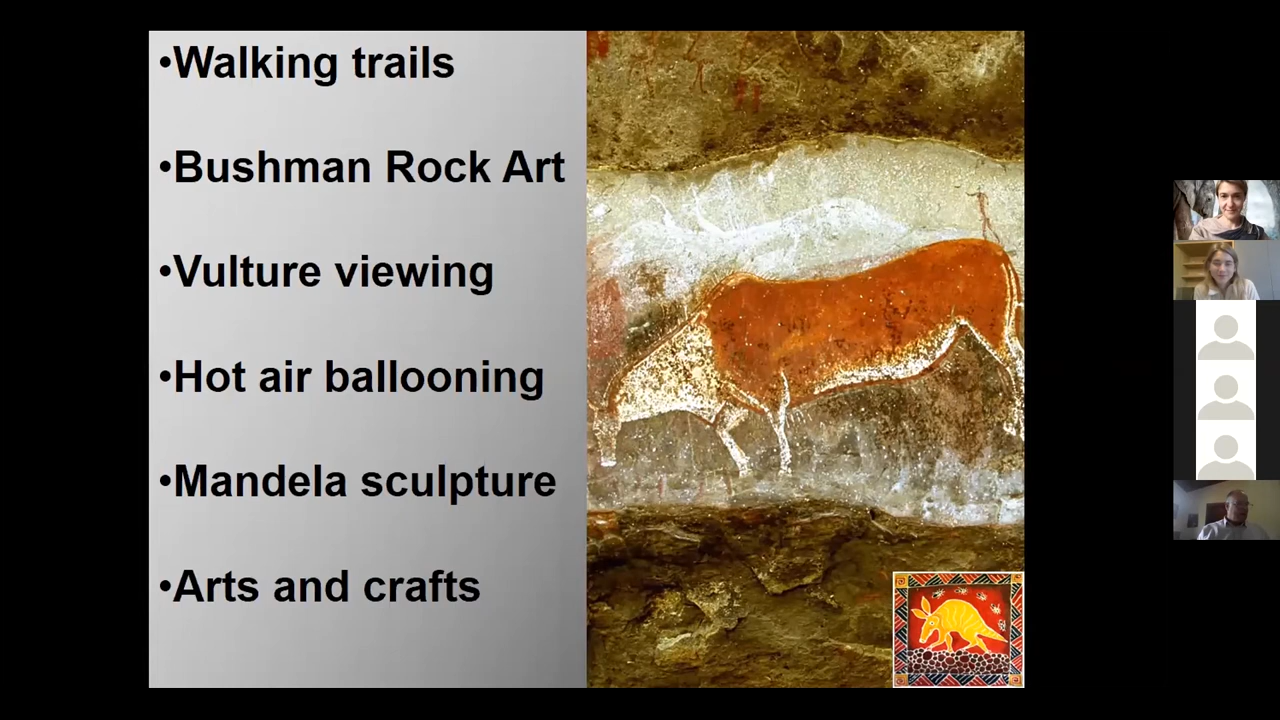 •Walking trails
•Bushman Rock Art
•Vulture viewing
•Hot air ballooning
•Mandela sculpture
•Arts and crafts